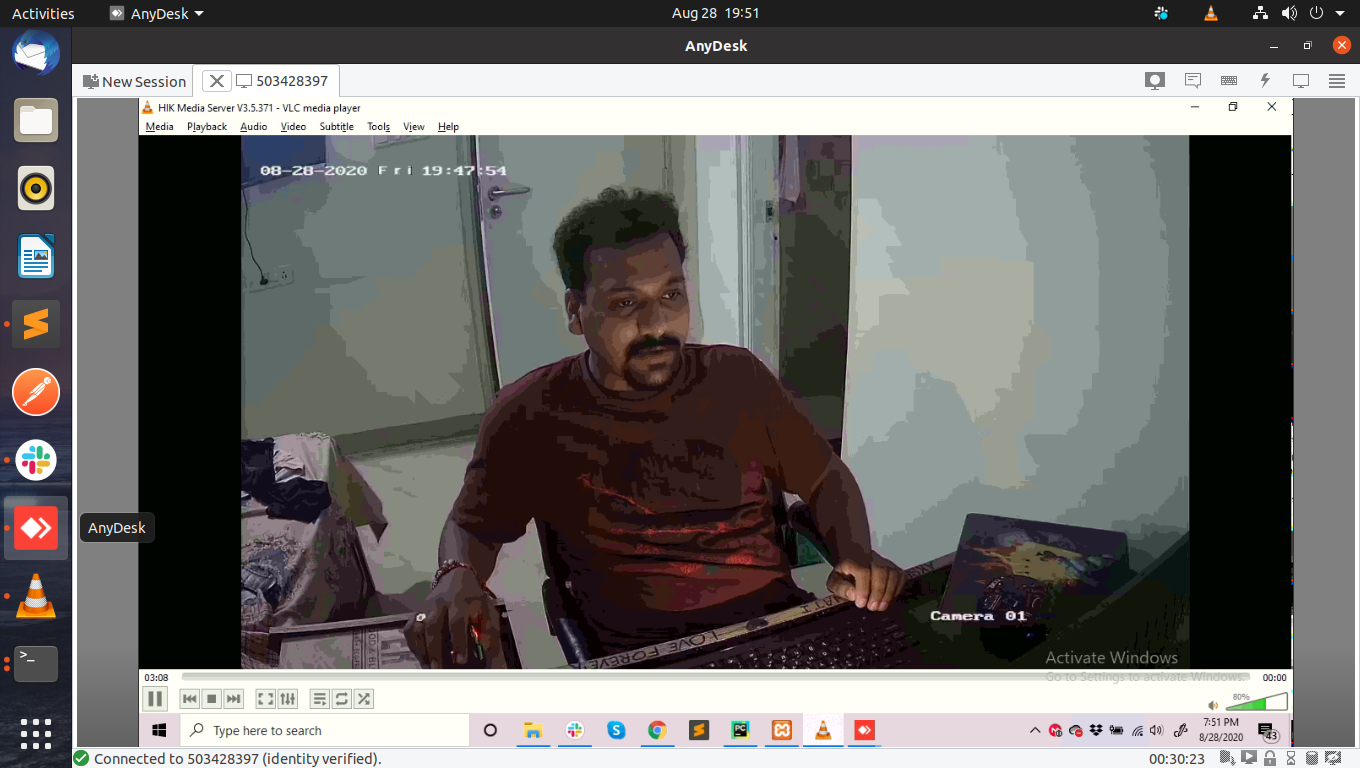 Activities
AnyDesk
Aug 28 19:51
AnyDesk
New Session
503428397
HIK Media Server V3.5.371 - VLC media player
Media Playback Audio Video Subtitle Tools View Help
08-28-2020 Fri 19:47:54
AnyDesk
LOVE FOREVE
Camera 01
Activate Windows
Go to Settings to activate Windows.
03:08
00:00
80%
Type here to search
7:51 PM
8/28/2020
43
Connected to 503428397 (identity verified).
00:30:23